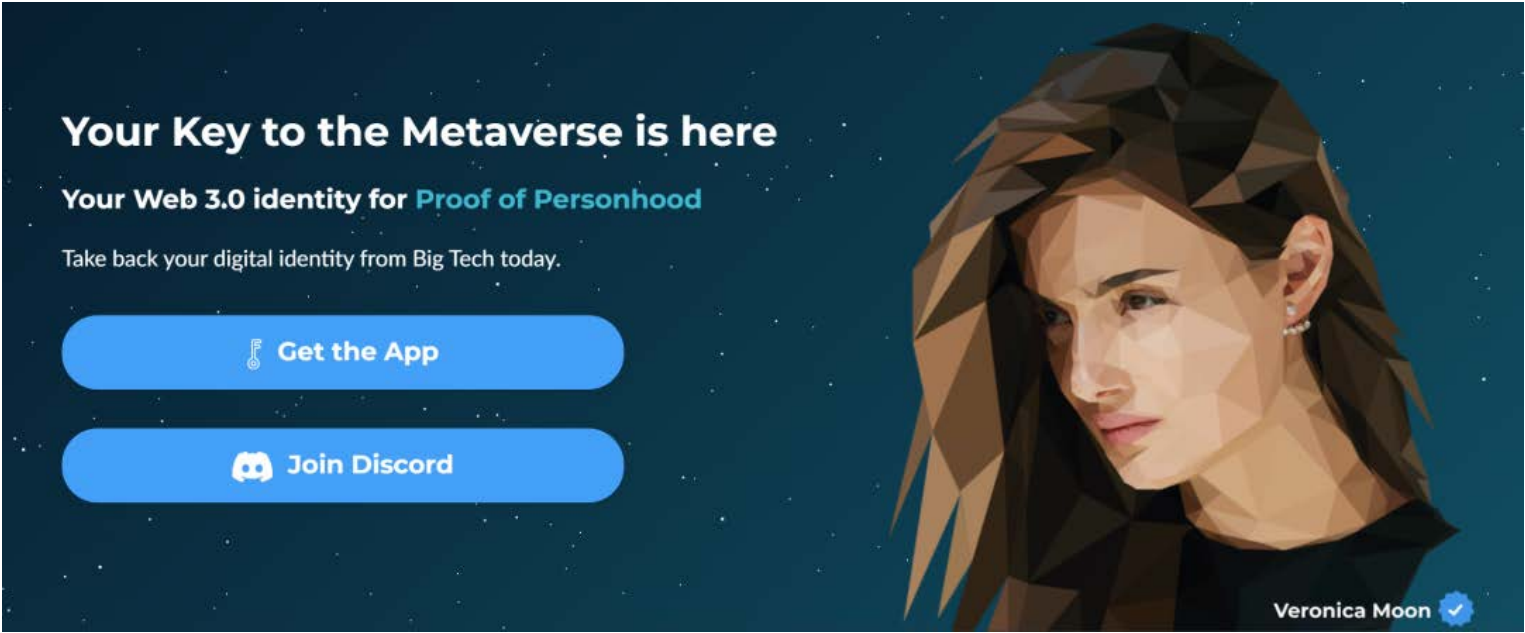 Your Key to the Metaverse is here
Your Web 3.0 identity for Proof of Personhood
Take back your digital identity from Big Tech today.
Get the App
Join Discord
Veronica Moon